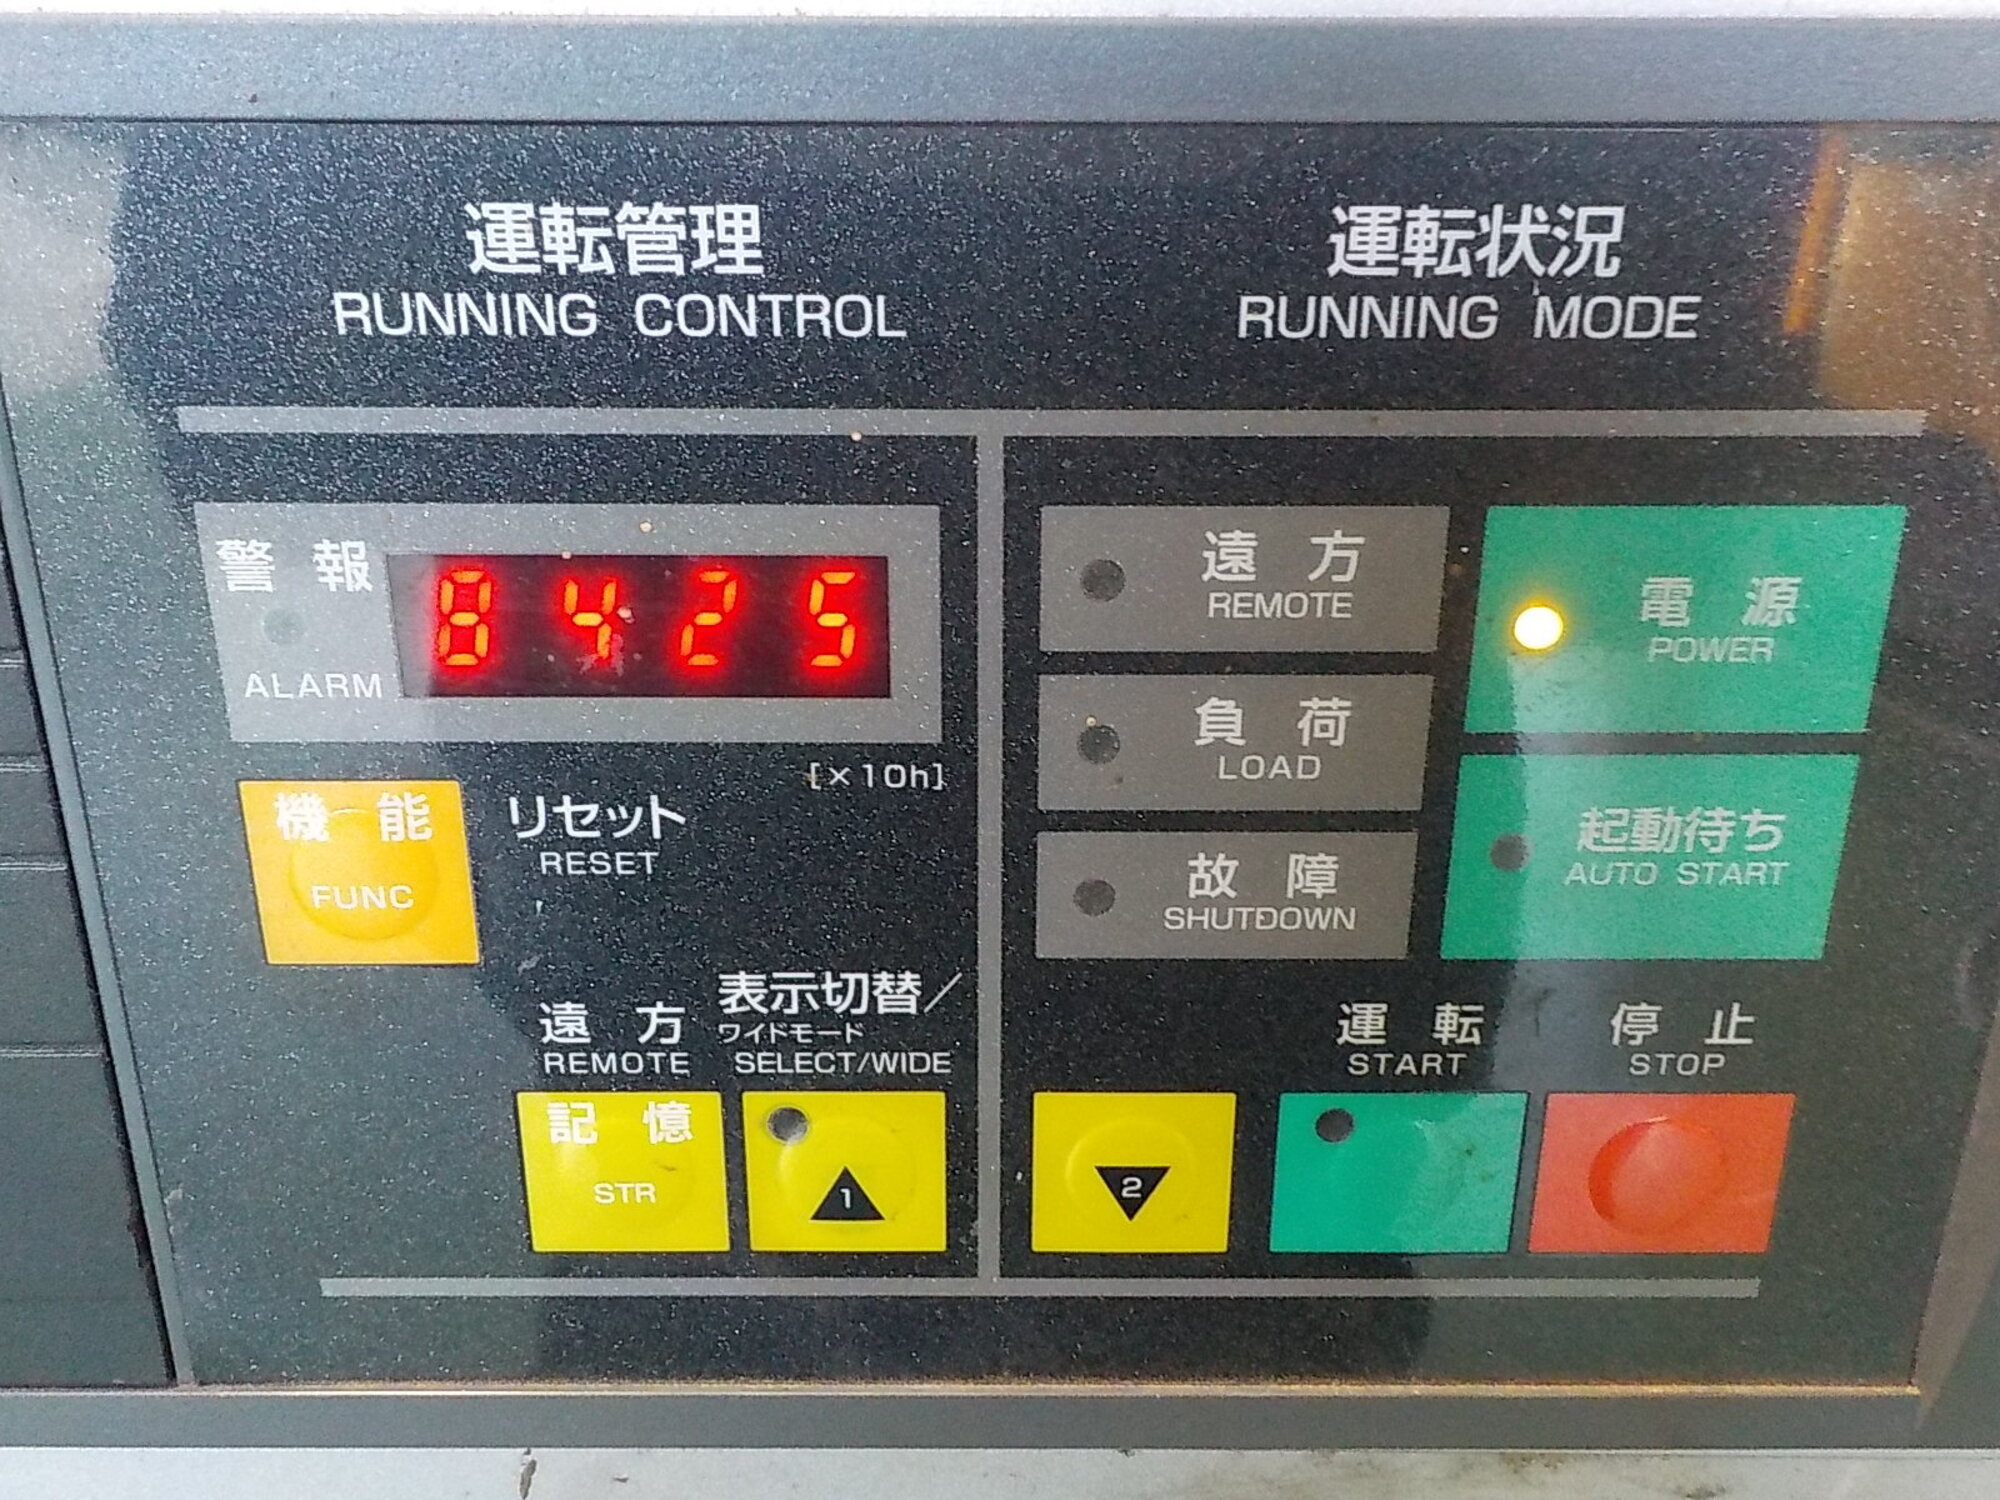 運転管理
RUNNING CONTROL
運転状況
RUNNING MODE
警報
ALARM
8425
[×10h]
機能
FUNC
リセット
RESET
遠方
REMOTE
記憶
STR
表示切替/
ワイドモード
SELECT/WIDE
1
遠方
REMOTE
負荷
LOAD
故障
SHUTDOWN
電源
POWER
起動待ち
AUTO START
2
運転
START
停止
STOP